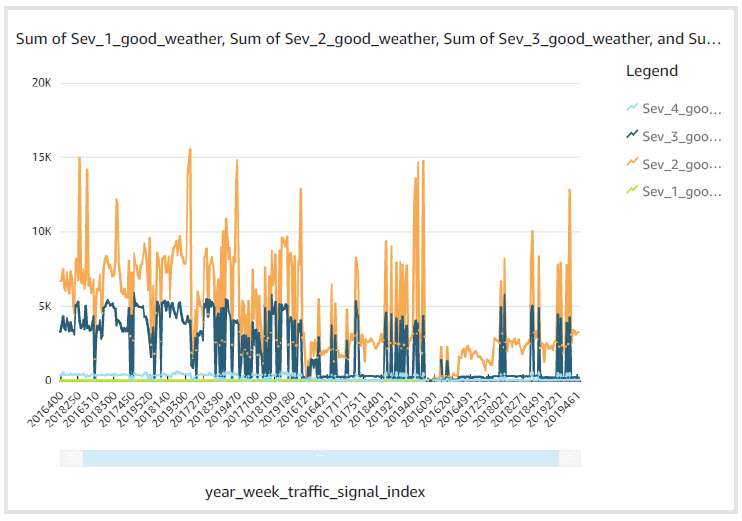 Sum of Sev_1_good_weather, Sum of Sev_2_good_weather, Sum of Sev_3_good_weather, and Su...
Legend
Sev_4_goo...
Sev_3_goo...
Sev_2_goo...
Sev_1_goo...
20K
15K
10K
5K
0
2016400
2018250
2016310
2018300
2017450
2019520
2018140
2019300
2017270
2018390
2019470
2017100
2018100
2019180
2016121
2016421
2017171
2017511
2018401
2019211
2019401
2016091
2016201
2016491
2017251
2018021
2018271
2018491
2019221
2019461
year_week_traffic_signal_index